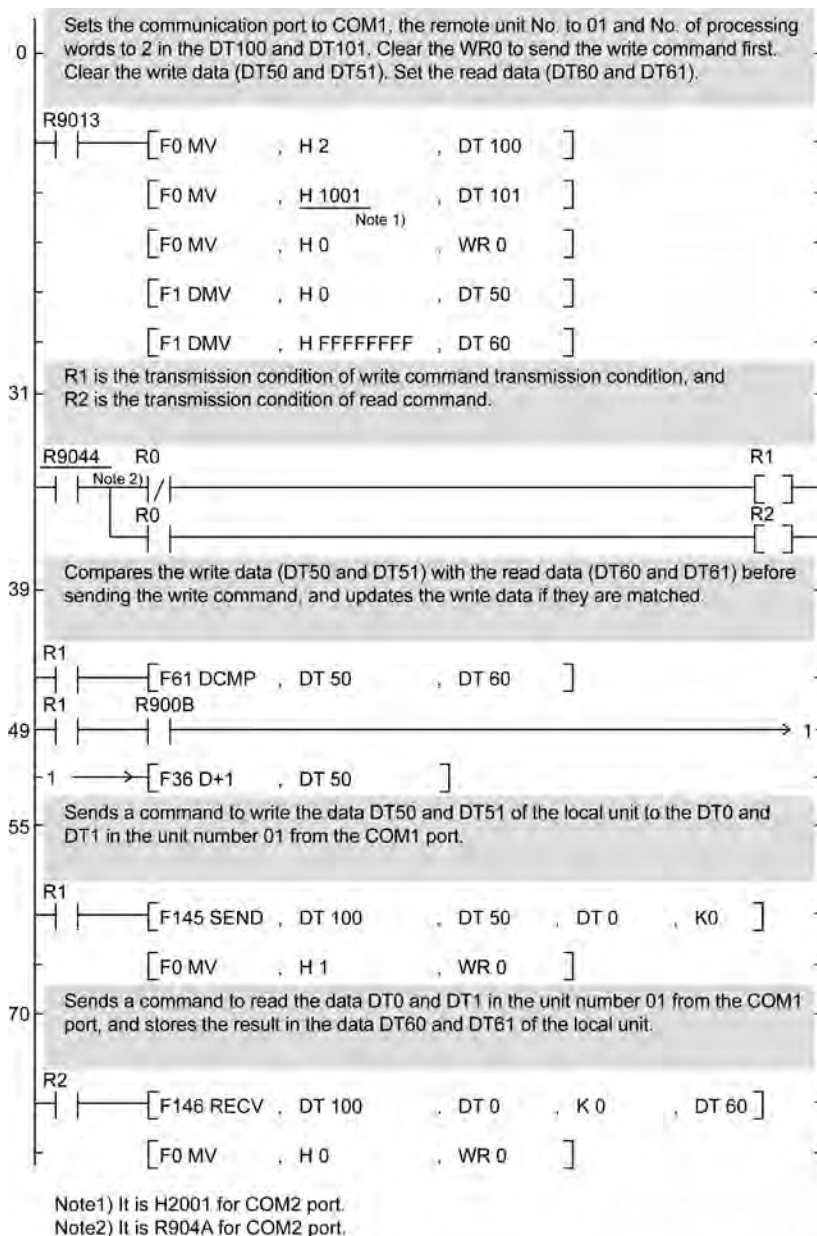 Sets the communication port to COM1, the remote unit No. to 01 and No. of processing
0 words to 2 in the DT100 and DT101. Clear the WR0 to send the write command first.
Clear the write data (DT50 and DT51). Set the read data (DT60 and DT61).
R9013
[F0 MV , H 2 , DT 100 ]
[F0 MV , H 1001 , DT 101 ]
Note 1)
[F0 MV , H 0 , WR 0 ]
[F1 DMV , H 0 , DT 50 ]
[F1 DMV , H FFFFFFFF , DT 60 ]
R1 is the transmission condition of write command transmission condition, and
31 R2 is the transmission condition of read command.
R9044 R0 R1
Note 2)
R0 R2
Compares the write data (DT50 and DT51) with the read data (DT60 and DT61) before
39 sending the write command, and updates the write data if they are matched.
R1
[F61 DCMP , DT 50 , DT 60 ]
R1 R900B
49 1
1 [F36 D+1 , DT 50 ]
Sends a command to write the data DT50 and DT51 of the local unit to the DT0 and
55 DT1 in the unit number 01 from the COM1 port.
R1
[F145 SEND , DT 100 , DT 50 , DT 0 , K0 ]
[F0 MV , H 1 , WR 0 ]
Sends a command to read the data DT0 and DT1 in the unit number 01 from the COM1
70 port, and stores the result in the data DT60 and DT61 of the local unit.
R2
[F146 RECV , DT 100 , DT 0 , K 0 , DT 60 ]
[F0 MV , H 0 , WR 0 ]
Note1) It is H2001 for COM2 port.
Note2) It is R904A for COM2 port.